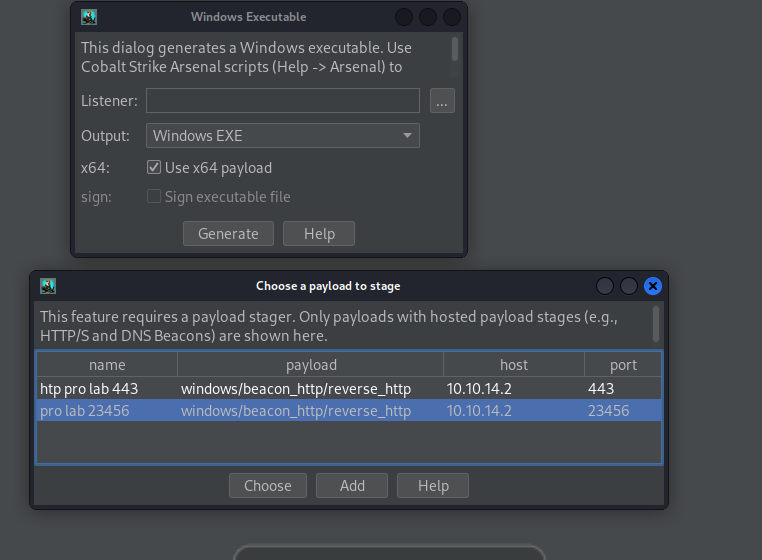 Windows Executable
This dialog generates a Windows executable. Use
Cobalt Strike Arsenal scripts (Help -> Arsenal) to
Listener:
...
Output: Windows EXE
x64: Use x64 payload
sign: Sign executable file
Generate Help
Choose a payload to stage
This feature requires a payload stager. Only payloads with hosted payload stages (e.g.,
HTTP/S and DNS Beacons) are shown here.
name payload host port
htp pro lab 443 windows/beacon_http/reverse_http 10.10.14.2 443
pro lab 23456 windows/beacon_http/reverse_http 10.10.14.2 23456
Choose Add Help